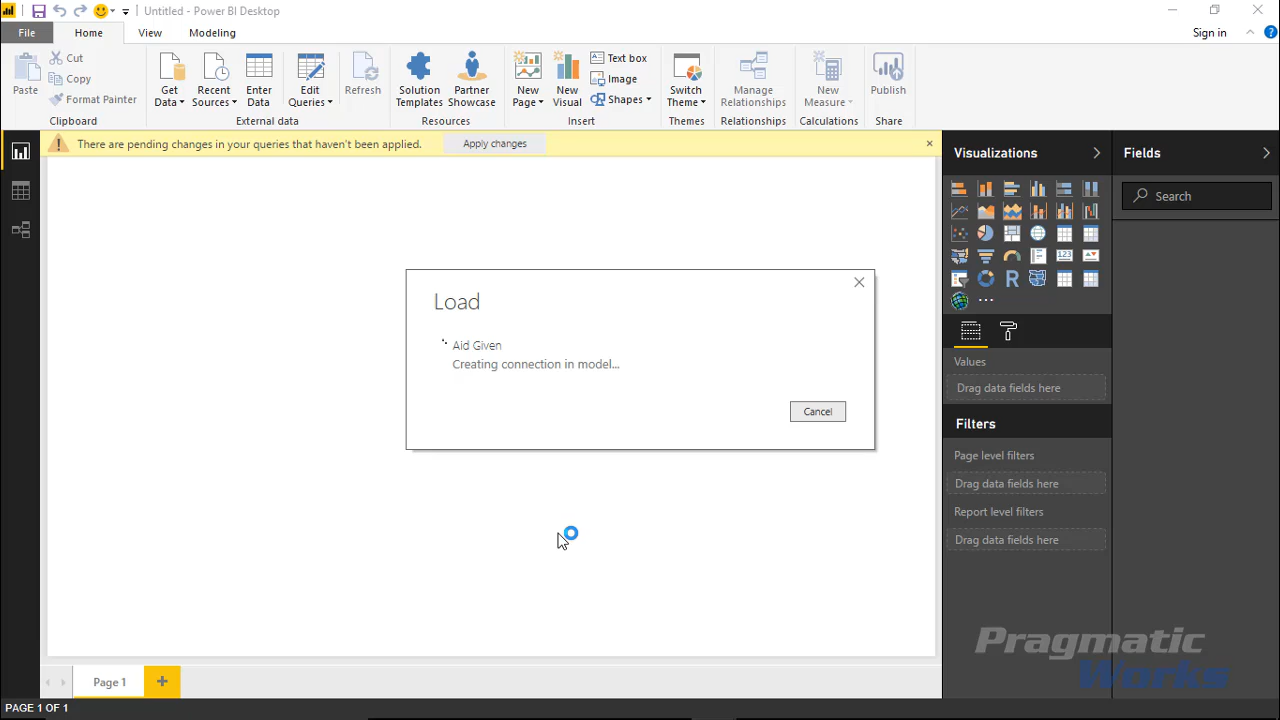 Untitled - Power BI Desktop
File
Home
View
Modeling
Sign in
Paste
Cut
Copy
Format Painter
Clipboard
Get Data
Recent Sources
Enter Data
Edit Queries
Refresh
External data
Solution Templates
Partner Showcase
Resources
New Page
New Visual
Text box
Image
Shapes
Insert
Switch Theme
Themes
Manage Relationships
Relationships
New Measure
Calculations
Publish
Share
There are pending changes in your queries that haven't been applied.
Apply changes
Load
Aid Given
Creating connection in model...
Cancel
Visualizations
R
123
Values
Drag data fields here
Filters
Page level filters
Drag data fields here
Report level filters
Drag data fields here
Fields
Search
Pragmatic
Works
Page 1
PAGE 1 OF 1